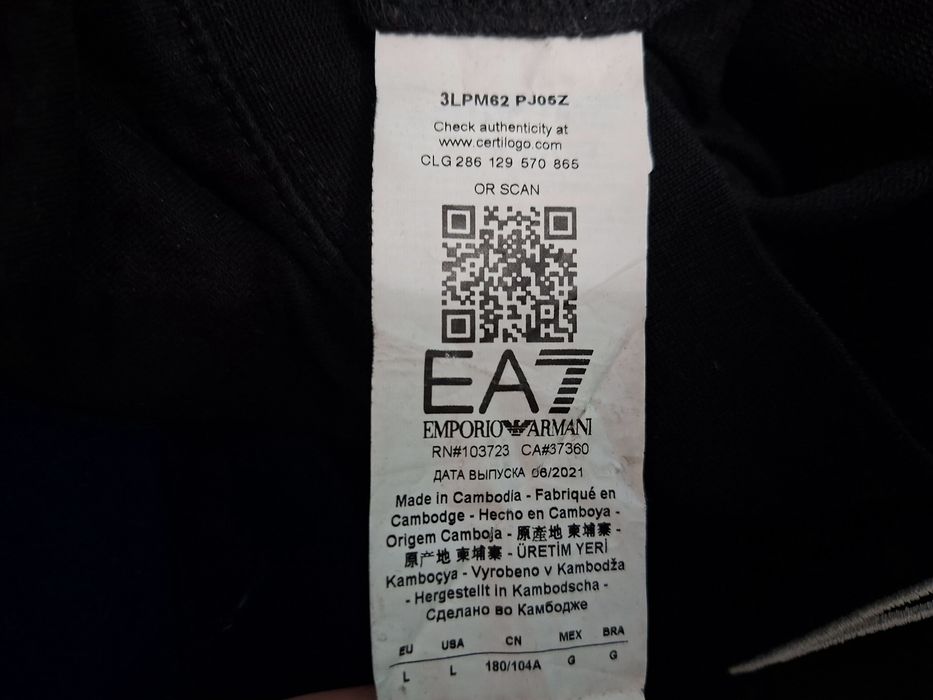 3LPM62 PJ05Z
Check authenticity at
www.certilogo.com
CLG 286 129 570 865
OR SCAN
EA7
EMPORIO ARMANI
RN#103723 CA#37360
ДАТА ВЫПУСКА 06/2021
Made in Cambodia - Fabriqué en
Cambodge - Hecho en Camboya -
Origem Camboja - 原產地 柬埔寨 -
原产地 柬埔寨 - ÜRETİM YERİ
Kamboçya - Vyrobeno v Kambodža
- Hergestellt in Kambodscha -
Сделано во Камбодже
EU USA CN MEX BRA
L L 180/104A G G